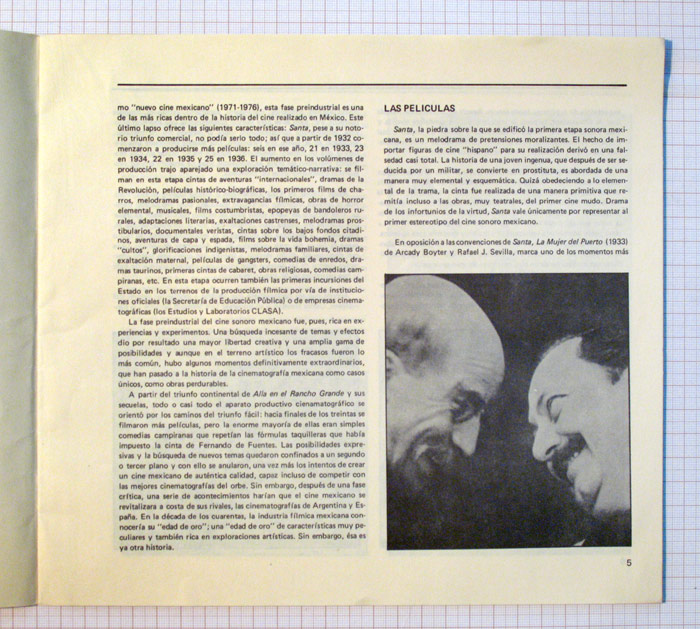 mo "nuevo cine mexicano" (1971-1976), esta fase preindustrial es una
de las más ricas dentro de la historia del cine realizado en México. Este
último lapso ofrece las siguientes características: Santa, pese a su noto-
rio triunfo comercial, no podía serlo todo; así que a partir de 1932 co-
menzaron a producirse más películas: seis en ese año, 21 en 1933, 23
en 1934, 22 en 1935 y 25 en 1936. El aumento en los volúmenes de
producción trajo aparejado una exploración temático-narrativa: se fil-
man en esta etapa cintas de aventuras "internacionales", dramas de la
Revolución, películas histórico-biográficas, los primeros films de cha-
rros, melodramas pasionales, extravagancias fílmicas, obras de horror
elemental, musicales, films costumbristas, epopeyas de bandoleros ru-
rales, adaptaciones literarias, exaltaciones castrenses, melodramas pros-
tibularios, documentales veristas, cintas sobre los bajos fondos citadi-
nos, aventuras de capa y espada, films sobre la vida bohemia, dramas
"cultos", glorificaciones indigenistas, melodramas familiares, cintas de
exaltación maternal, películas de gangsters, comedias de enredos, dra-
mas taurinos, primeras cintas de cabaret, obras religiosas, comedias cam-
piranas, etc. En esta etapa ocurren también las primeras incursiones del
Estado en los terrenos de la producción fílmica por vía de institucio-
nes oficiales (la Secretaría de Educación Pública) o de empresas cinema-
tográficas (los Estudios y Laboratorios CLASA).
La fase preindustrial del cine sonoro mexicano fue, pues, rica en ex-
periencias y experimentos. Una búsqueda incesante de temas y efectos
dio por resultado una mayor libertad creativa y una amplia gama de
posibilidades y aunque en el terreno artístico los fracasos fueron lo
más común, hubo algunos momentos definitivamente extraordinarios,
que han pasado a la historia de la cinematografía mexicana como casos
únicos, como obras perdurables.
A partir del triunfo continental de Alla en el Rancho Grande y sus
secuelas, todo o casi todo el aparato productivo cienamatográfico se
orientó por los caminos del triunfo fácil: hacia finales de los treintas se
filmaron más películas, pero la enorme mayoría de ellas eran simples
comedias campiranas que repetían las fórmulas taquilleras que había
impuesto la cinta de Fernando de Fuentes. Las posibilidades expre-
sivas y la búsqueda de nuevos temas quedaron confinados a un segundo
o tercer plano y con ello se anularon, una vez más los intentos de crear
un cine mexicano de auténtica calidad, capaz incluso de competir con
las mejores cinematografías del orbe. Sin embargo, después de una fase
crítica, una serie de acontecimientos harían que el cine mexicano se
revitalizara a costa de sus rivales, las cinematografías de Argentina y Es-
paña. En la década de los cuarentas, la industria fílmica mexicana con-
nocería su "edad de oro"; una "edad de oro" de características muy pe-
culiares y también rica en exploraciones artísticas. Sin embargo, ésa es
ya otra historia.
LAS PELICULAS
Santa, la piedra sobre la que se edificó la primera etapa sonora mexi-
cana, es un melodrama de pretensiones moralizantes. El hecho de im-
portar figuras de cine "hispano" para su realización derivó en una fal-
sedad casi total. La historia de una joven ingenua, que después de ser se-
ducida por un militar, se convierte en prostituta, es abordada de una
manera muy elemental y esquemática. Quizá obedeciendo a lo elemen-
tal de la trama, la cinta fue realizada de una manera primitiva que re-
mitía incluso a las obras, muy teatrales, del primer cine mudo. Drama
de los infortunios de la virtud, Santa vale únicamente por representar al
primer estereotipo del cine sonoro mexicano.
En oposición a las convenciones de Santa, La Mujer del Puerto (1933)
de Arcady Boyter y Rafael J. Sevilla, marca uno de los momentos más
5